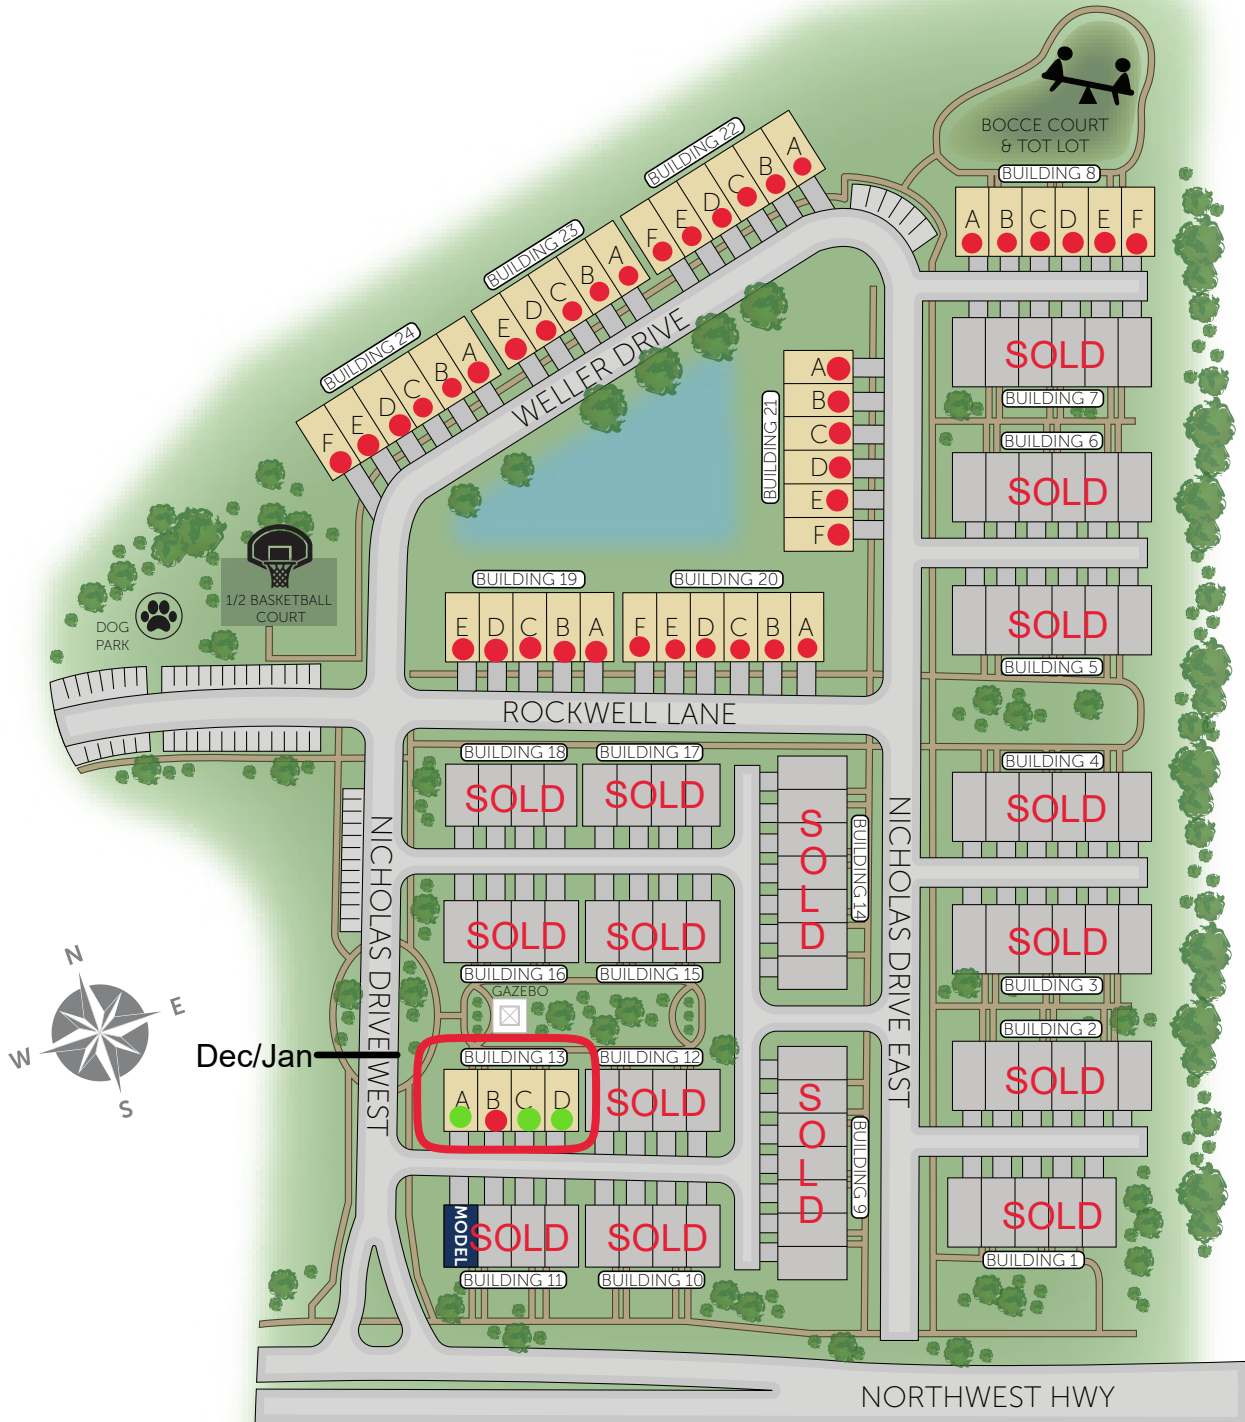 BOCCE COURT
& TOT LOT
BUILDING 8
A B C D E F
BUILDING 22
F E D C B A
BUILDING 23
E D C B A
BUILDING 24
F E D C B A
WELLER DRIVE
SOLD
BUILDING 7
BUILDING 21
A
B
C
D
E
F
BUILDING 6
SOLD
1/2 BASKETBALL
COURT
DOG
PARK
BUILDING 19
E D C B A
BUILDING 20
F E D C B A
SOLD
BUILDING 5
ROCKWELL LANE
BUILDING 18
SOLD
BUILDING 17
SOLD
SOLD
BUILDING 14
BUILDING 4
SOLD
NICHOLAS DRIVE WEST
NICHOLAS DRIVE EAST
SOLD
BUILDING 16
SOLD
BUILDING 15
SOLD
BUILDING 3
GAZEBO
N
E
W
S
Dec/Jan
BUILDING 13
A B C D
BUILDING 12
SOLD
BUILDING 2
SOLD
SOLD
BUILDING 9
MODEL
SOLD
BUILDING 11
SOLD
BUILDING 10
SOLD
BUILDING 1
NORTHWEST HWY